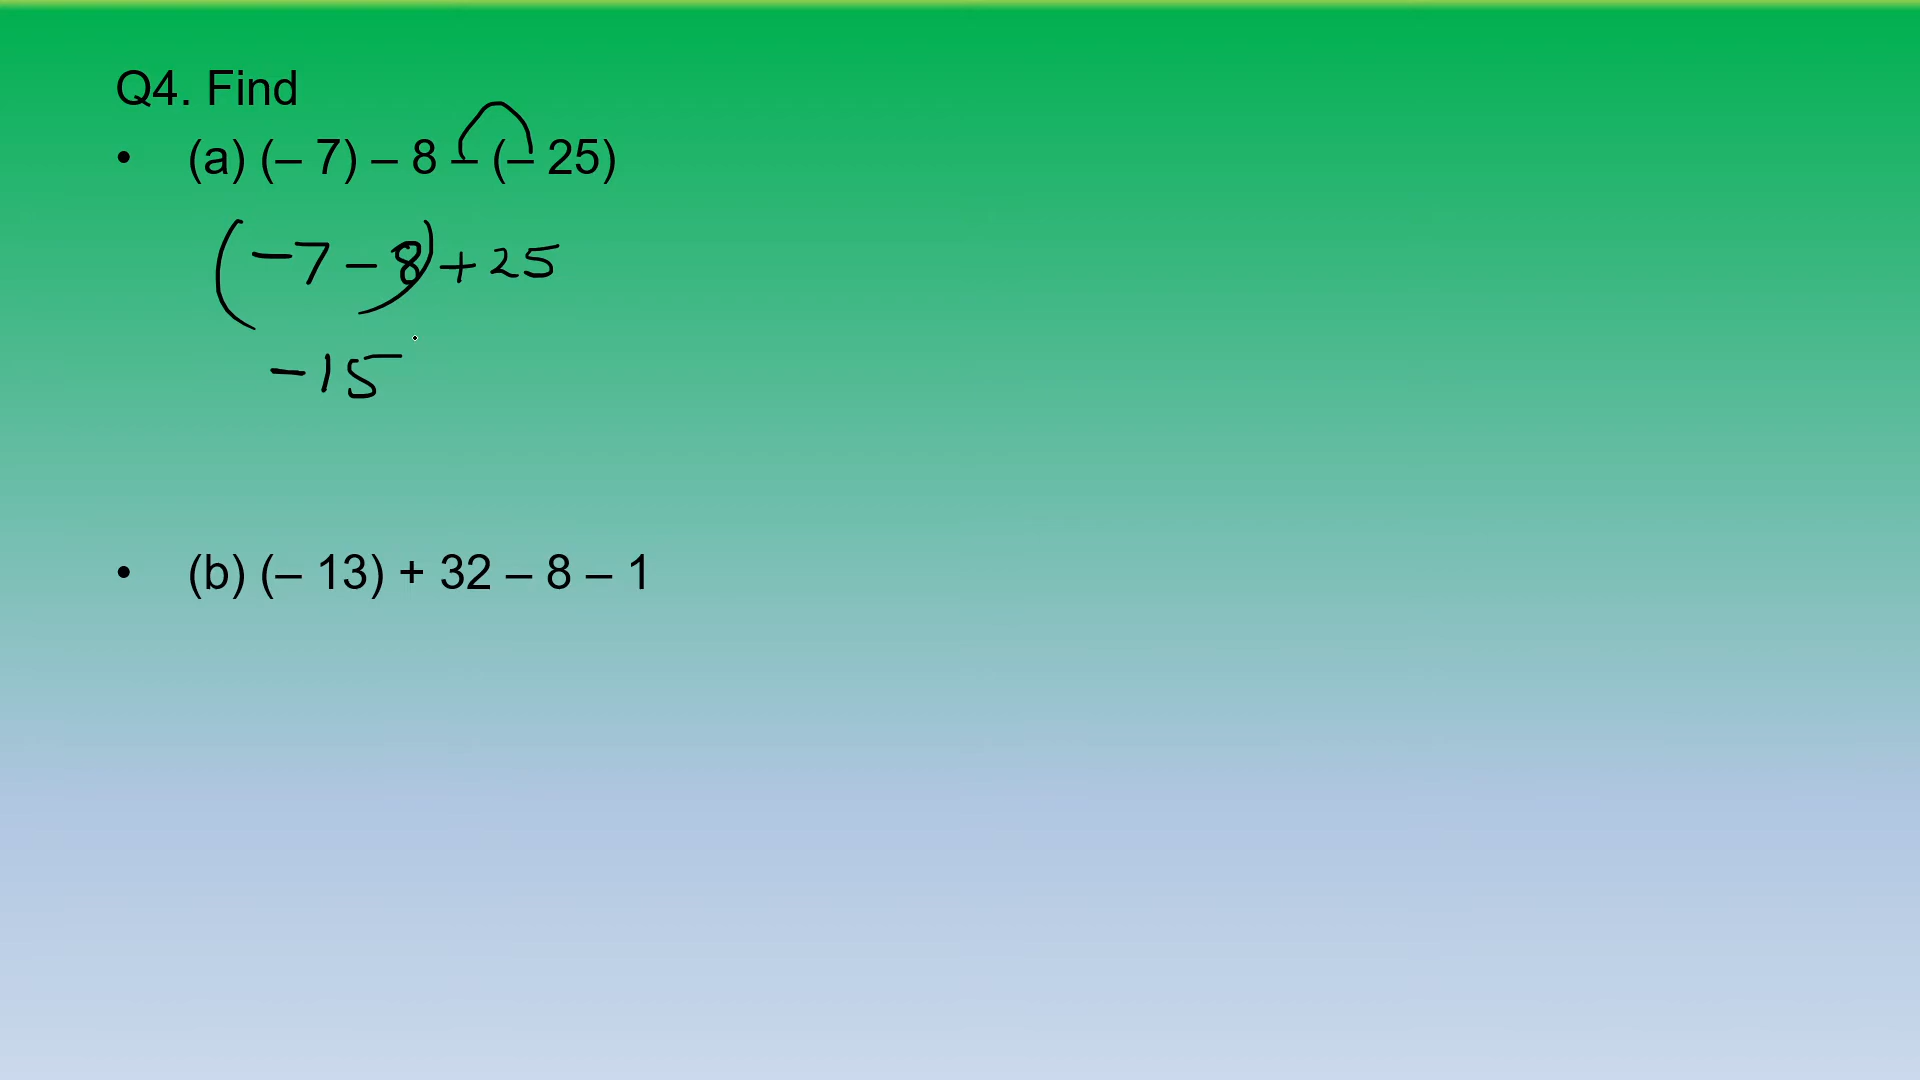 Q4. Find
• (a) (– 7) – 8 – (– 25)
(-7-8)+25
-15
• (b) (– 13) + 32 – 8 – 1